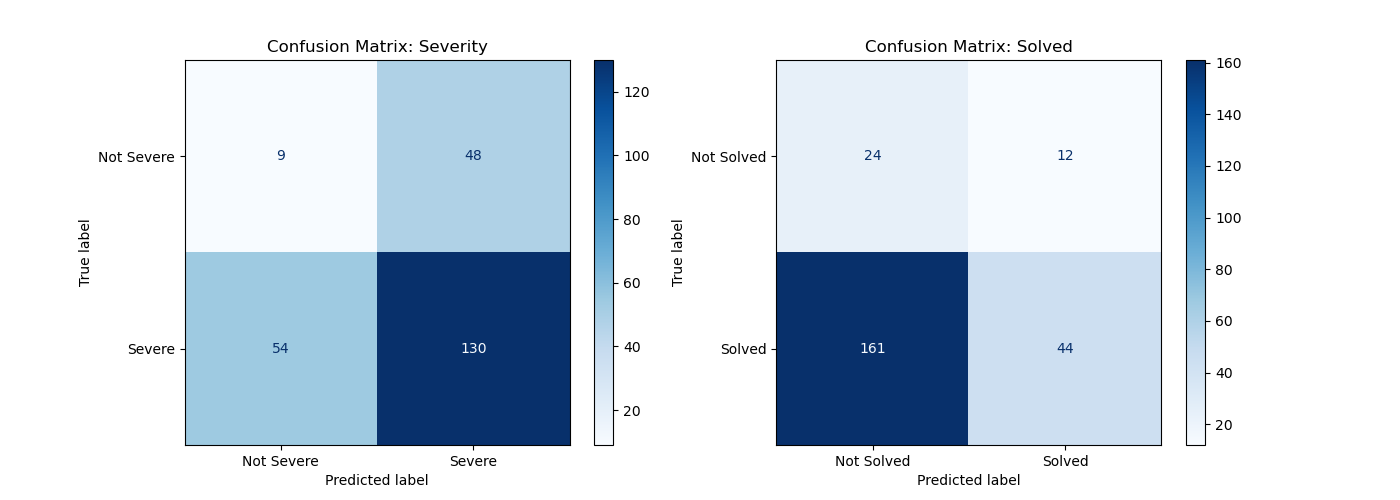 Confusion Matrix: Severity
Not Severe
Severe
True label
9
48
54
130
Not Severe
Severe
Predicted label
120
100
80
60
40
20
Confusion Matrix: Solved
Not Solved
Solved
True label
24
12
161
44
Not Solved
Solved
Predicted label
160
140
120
100
80
60
40
20